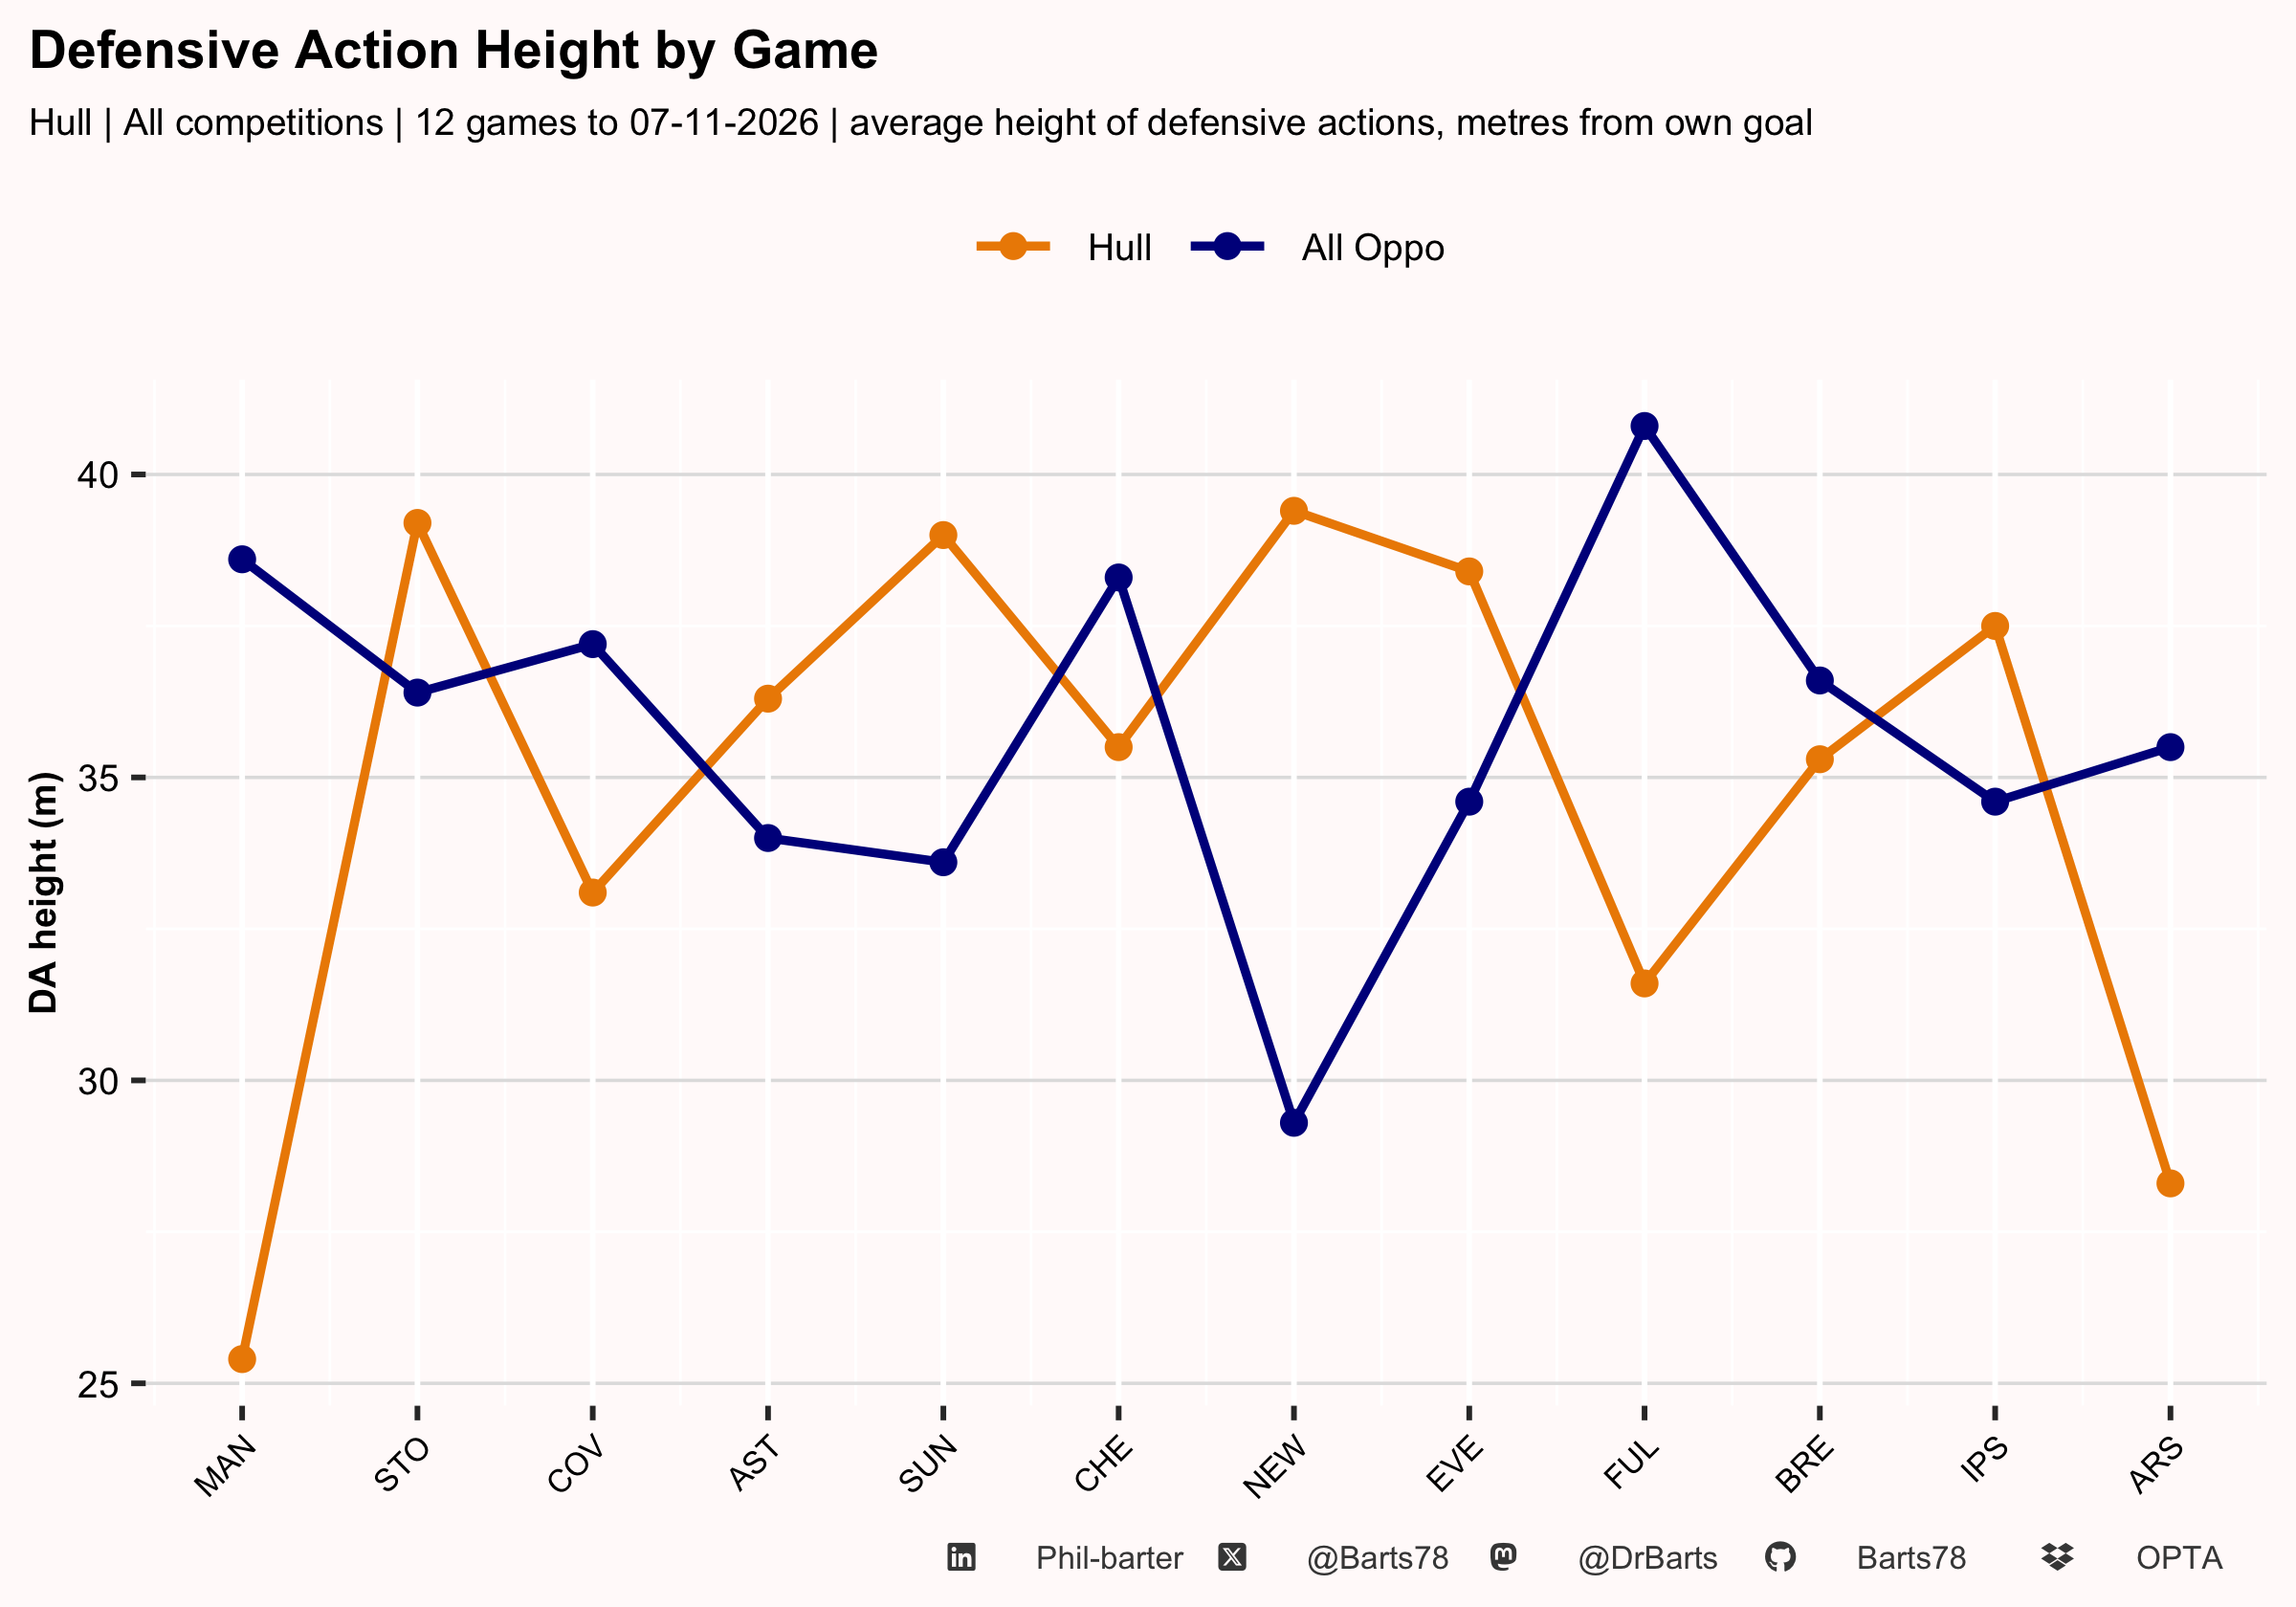 Defensive Action Height by Game
Hull | All competitions | 12 games to 07-11-2026 | average height of defensive actions, metres from own goal
Hull All Oppo
DA height (m)
40
35
30
25
MAN STO COV AST SUN CHE NEW EVE FUL BRE IPS ARS
Phil-barter @Barts78 @DrBarts Barts78 OPTA